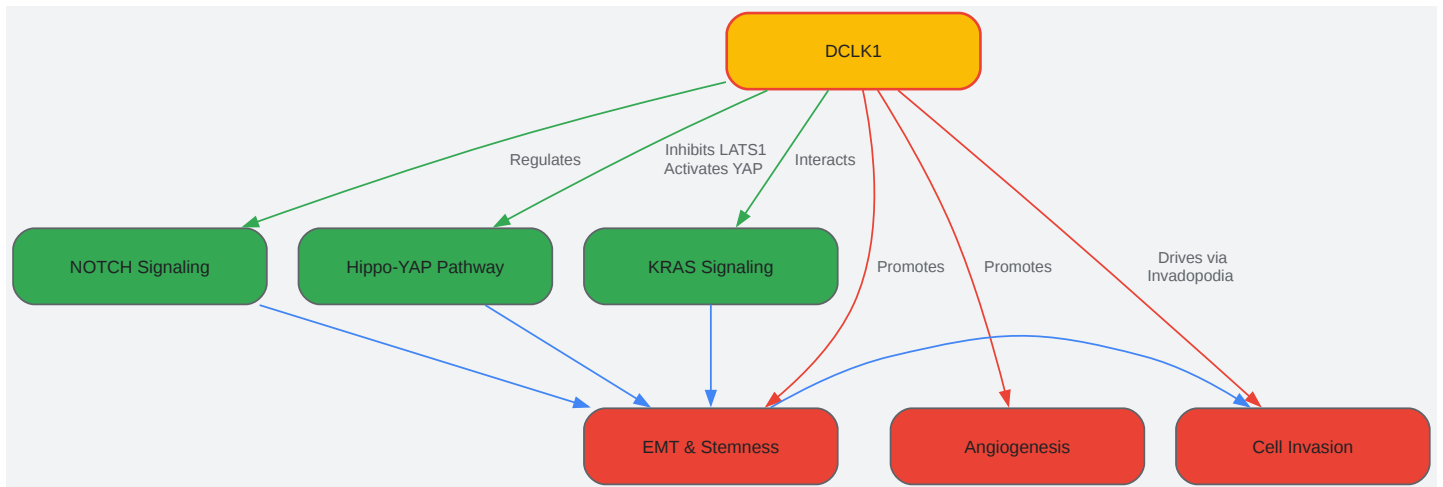 DCLK1
Regulates
Inhibits LATS1
Activates YAP
Interacts
NOTCH Signaling
Hippo-YAP Pathway
KRAS Signaling
Promotes
Promotes
Drives via
Invadopodia
EMT & Stemness
Angiogenesis
Cell Invasion